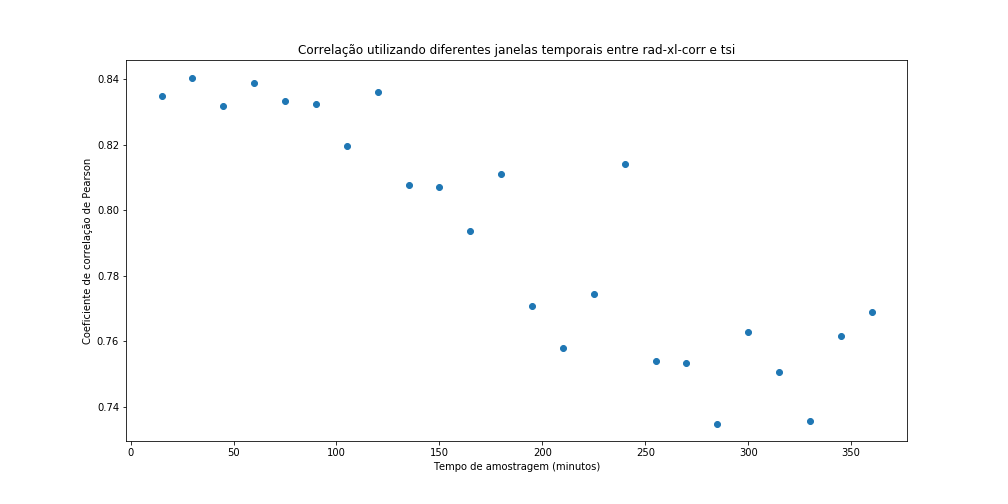 Correlação utilizando diferentes janelas temporais entre rad-xl-corr e tsi
Coeficiente de correlação de Pearson
0.84
0.82
0.80
0.78
0.76
0.74
0 50 100 150 200 250 300 350
Tempo de amostragem (minutos)